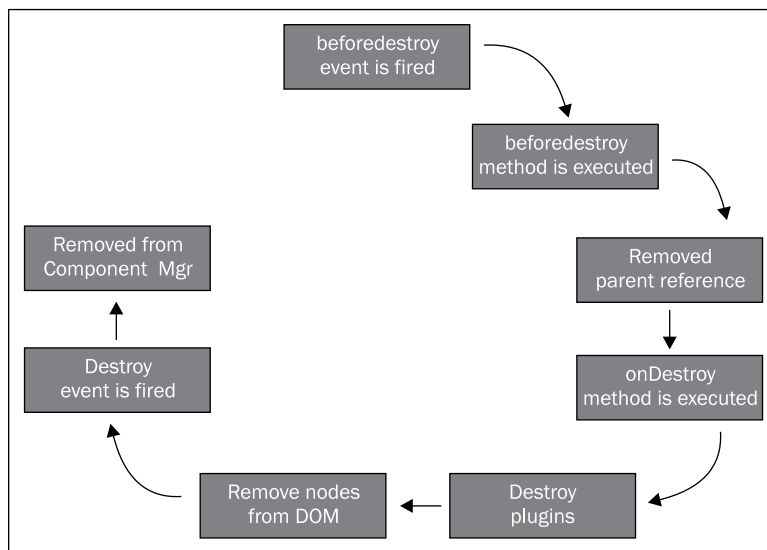 beforedestroy
event is fired
beforedestroy
method is executed
Removed
parent reference
onDestroy
method is executed
Destroy
plugins
Remove nodes
from DOM
Destroy
event is fired
Removed from
Component Mgr